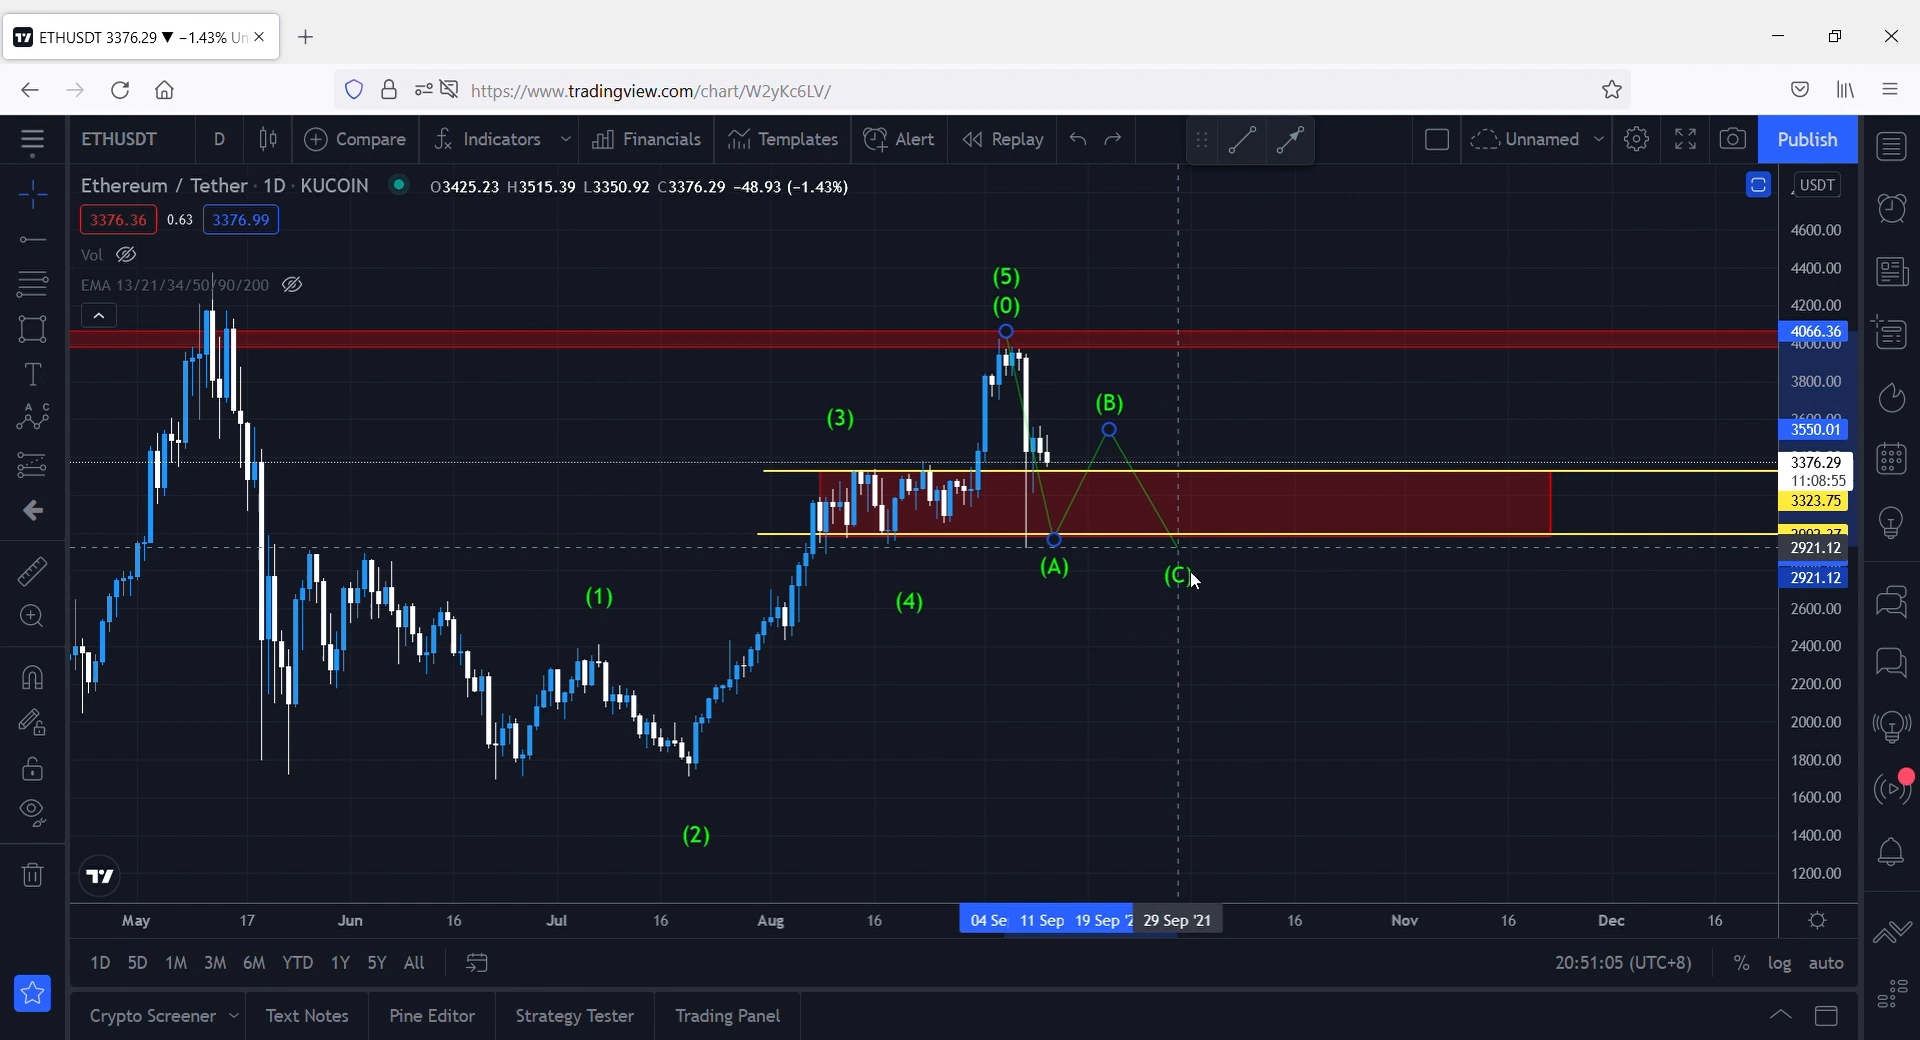 ETHUSDT 3376.29 ▼ −1.43% Un
https://www.tradingview.com/chart/W2yKc6LV/
ETHUSDT D Compare Indicators Financials Templates Alert Replay Unnamed Publish
Ethereum / Tether · 1D · KUCOIN O3425.23 H3515.39 L3350.92 C3376.29 −48.93 (−1.43%)
USDT
3376.36 0.63 3376.99
Vol
EMA 13/21/34/50/90/200
4600.00
4400.00
4200.00
4066.36
4000.00
3800.00
3600.00
3550.01
3376.29
11:08:55
3323.75
2921.12
2921.12
2600.00
2400.00
2200.00
2000.00
1800.00
1600.00
1400.00
1200.00
(5)
(0)
(3)
(B)
(A)
(C)
(1)
(4)
(2)
May 17 Jun 16 Jul 16 Aug 16 04 Se 11 Sep 19 Sep '2 29 Sep '21 16 Nov 16 Dec 16
1D 5D 1M 3M 6M YTD 1Y 5Y All 20:51:05 (UTC+8) % log auto
Crypto Screener Text Notes Pine Editor Strategy Tester Trading Panel